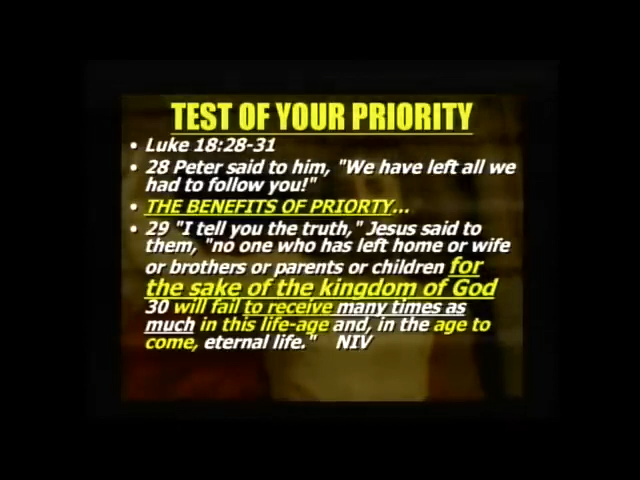 TEST OF YOUR PRIORITY
• Luke 18:28-31
• 28 Peter said to him, "We have left all we
had to follow you!"
• THE BENEFITS OF PRIORTY...
• 29 "I tell you the truth," Jesus said to
them, "no one who has left home or wife
or brothers or parents or children for
the sake of the kingdom of God
30 will fail to receive many times as
much in this life-age and, in the age to
come, eternal life."   NIV